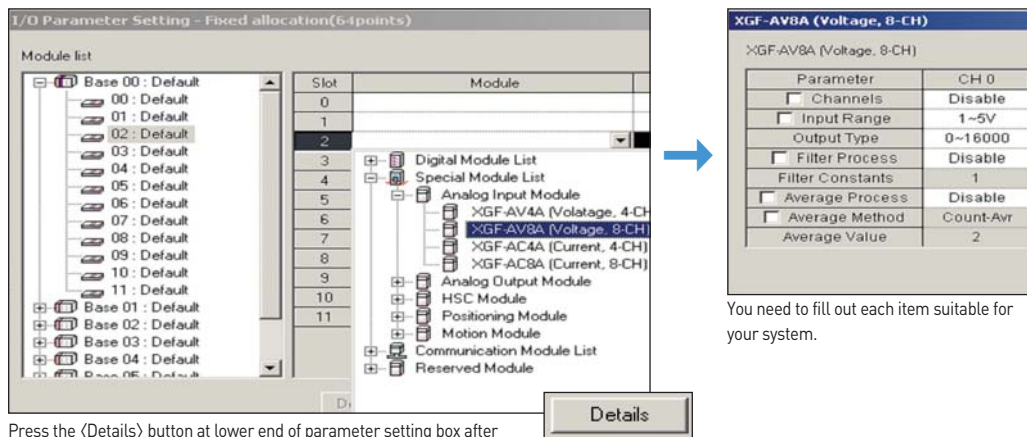 I/O Parameter Setting - Fixed allocation(64points)
Module list
Base 00 : Default
00 : Default
01 : Default
02 : Default
03 : Default
04 : Default
05 : Default
06 : Default
07 : Default
08 : Default
09 : Default
10 : Default
11 : Default
Base 01 : Default
Base 02 : Default
Base 03 : Default
Base 04 : Default
Base 05 : Default
Slot Module
0
1
2
3
4
5
6
7
8
9
10
11
Digital Module List
Special Module List
Analog Input Module
XGF-AV4A (Volatage, 4-CH
XGF-AV8A (Voltage, 8-CH)
XGF-AC4A (Current, 4-CH)
XGF-AC8A (Current, 8-CH)
Analog Output Module
HSC Module
Positioning Module
Motion Module
Communication Module List
Reserved Module
Details
Press the 〈Details〉 button at lower end of parameter setting box after
XGF-AV8A (Voltage, 8-CH)
XGF-AV8A (Voltage, 8-CH)
Parameter CH 0
Channels Disable
Input Range 1~5V
Output Type 0~16000
Filter Process Disable
Filter Constants 1
Average Process Disable
Average Method Count-Avr
Average Value 2
You need to fill out each item suitable for
your system.